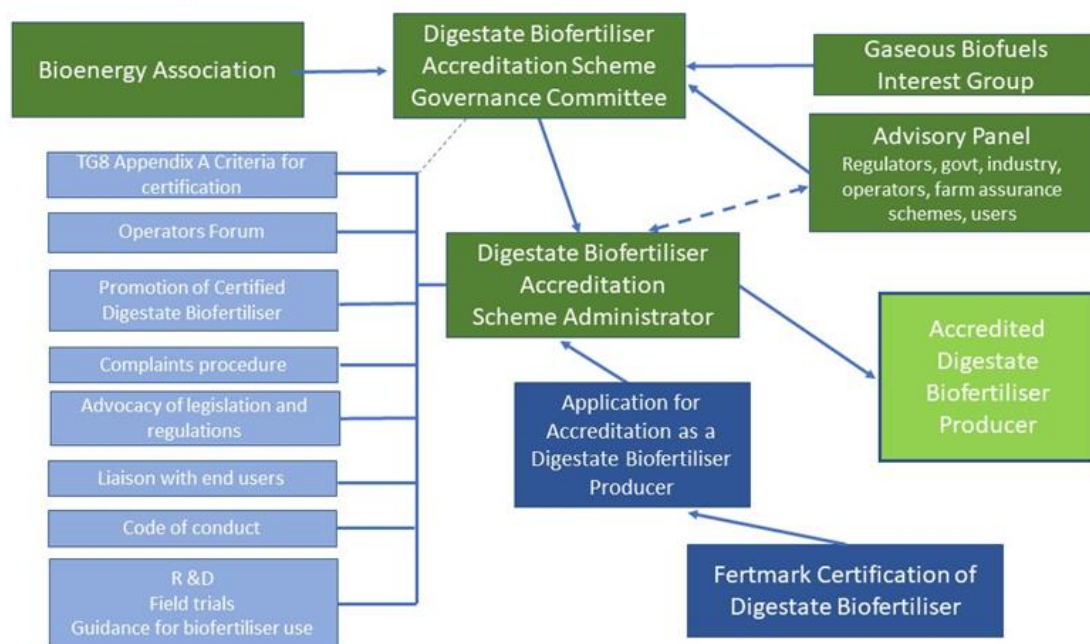 Bioenergy Association
Digestate Biofertiliser
Accreditation Scheme
Governance Committee
Gaseous Biofuels
Interest Group
Advisory Panel
Regulators, govt, industry,
operators, farm assurance
schemes, users
TG8 Appendix A Criteria for
certification
Operators Forum
Promotion of Certified
Digestate Biofertiliser
Complaints procedure
Advocacy of legislation and
regulations
Liaison with end users
Code of conduct
R &D
Field trials
Guidance for biofertiliser use
Digestate Biofertiliser
Accreditation
Scheme Administrator
Accredited
Digestate
Biofertiliser
Producer
Application for
Accreditation as a
Digestate Biofertiliser
Producer
Fertmark Certification of
Digestate Biofertiliser